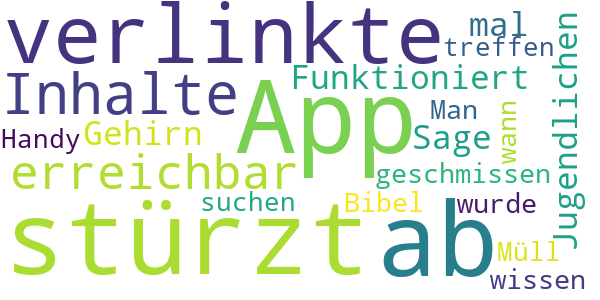 verlinkte
mal
treffen
Inhalte
Funktioniert
App
Man
Jugendlichen
Handy
Gehirn
Sage
wann
erreichbar
geschmissen
suchen
Bibel
wurde
stürzt
ab
Müll
wissen